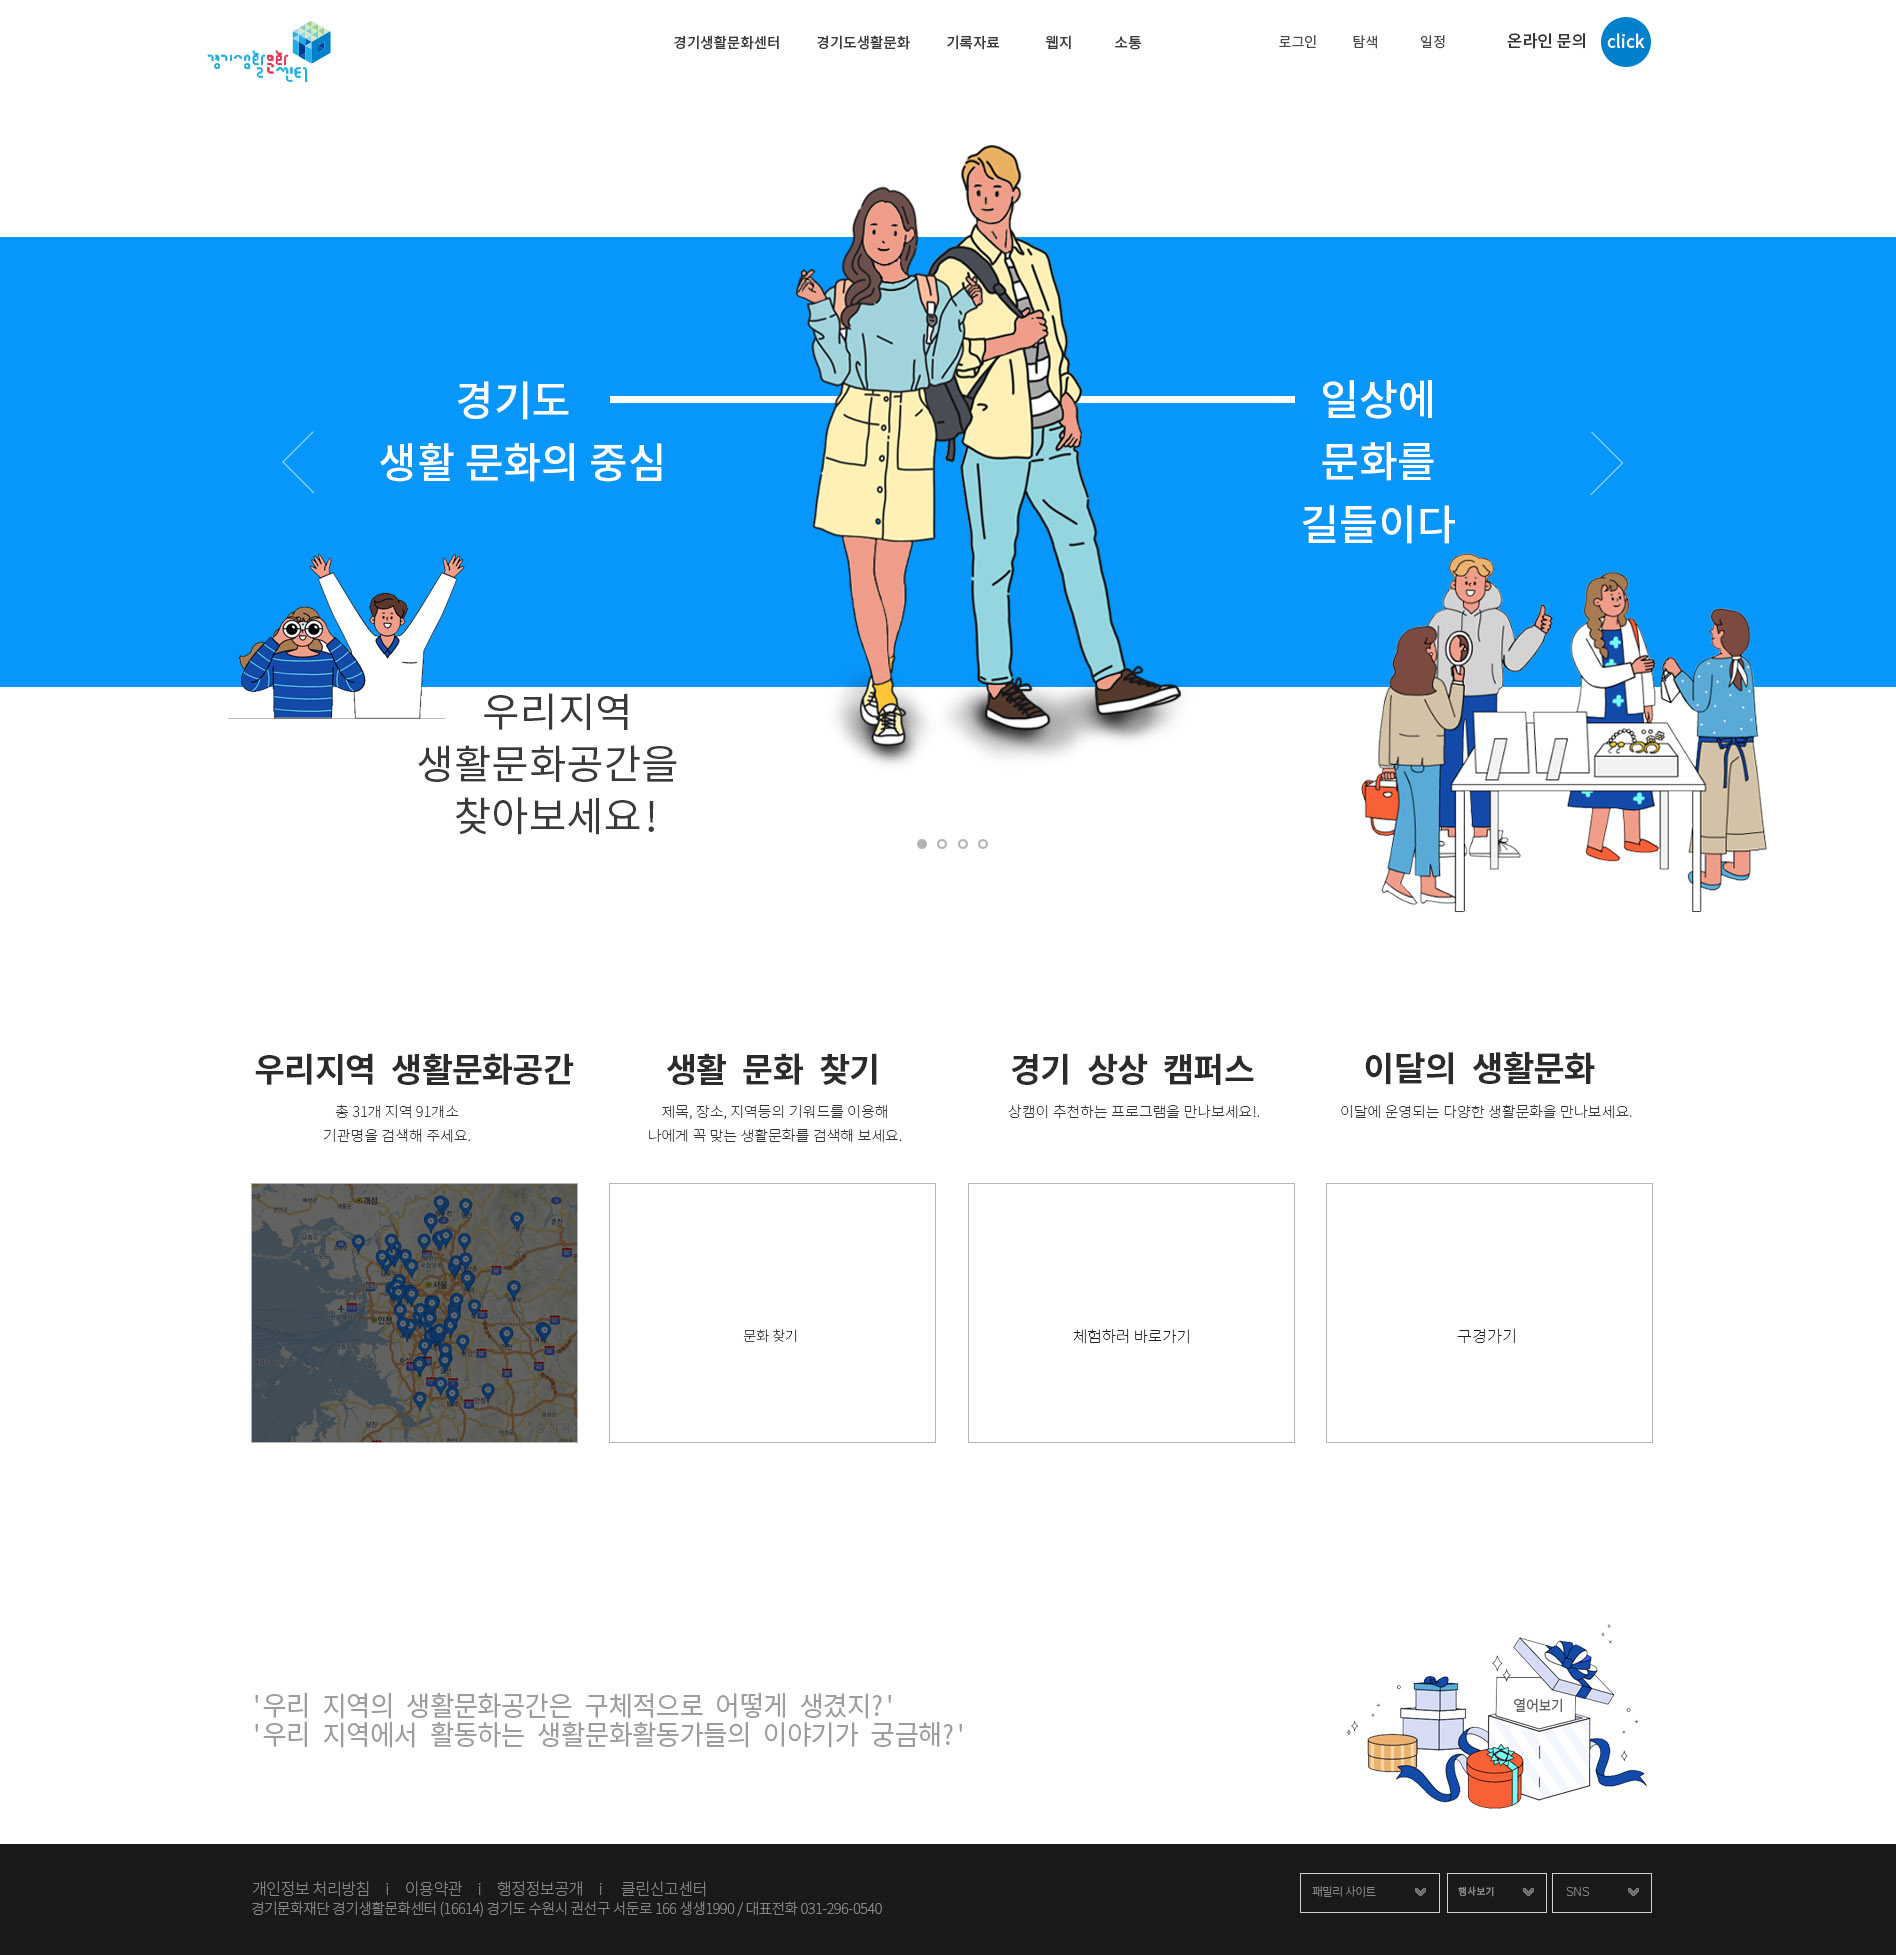 경기생활문화센터
경기생활문화센터 경기도생활문화 기록자료 웹지 소통 로그인 탐색 일정 온라인 문의 click
경기도
생활 문화의 중심
일상에
문화를
길들이다
우리지역
생활문화공간을
찾아보세요!
우리지역 생활문화공간
총 31개 지역 91개소
기관명을 검색해 주세요.
생활 문화 찾기
제목, 장소, 지역등의 기워드를 이용해
나에게 꼭 맞는 생활문화를 검색해 보세요.
경기 상상 캠퍼스
상캠이 추천하는 프로그램을 만나보세요!.
이달의 생활문화
이달에 운영되는 다양한 생활문화을 만나보세요.
개성
서울
인천
문화 찾기
체험하러 바로가기
구경가기
'우리 지역의 생활문화공간은 구체적으로 어떻게 생겼지?'
'우리 지역에서 활동하는 생활문화활동가들의 이야기가 궁금해?'
열어보기
개인정보 처리방침 i 이용약관 i 행정정보공개 i 클린신고센터
경기문화재단 경기생활문화센터 (16614) 경기도 수원시 권선구 서둔로 166 생생1990 / 대표전화 031-296-0540
패밀리 사이트 행사보기 SNS